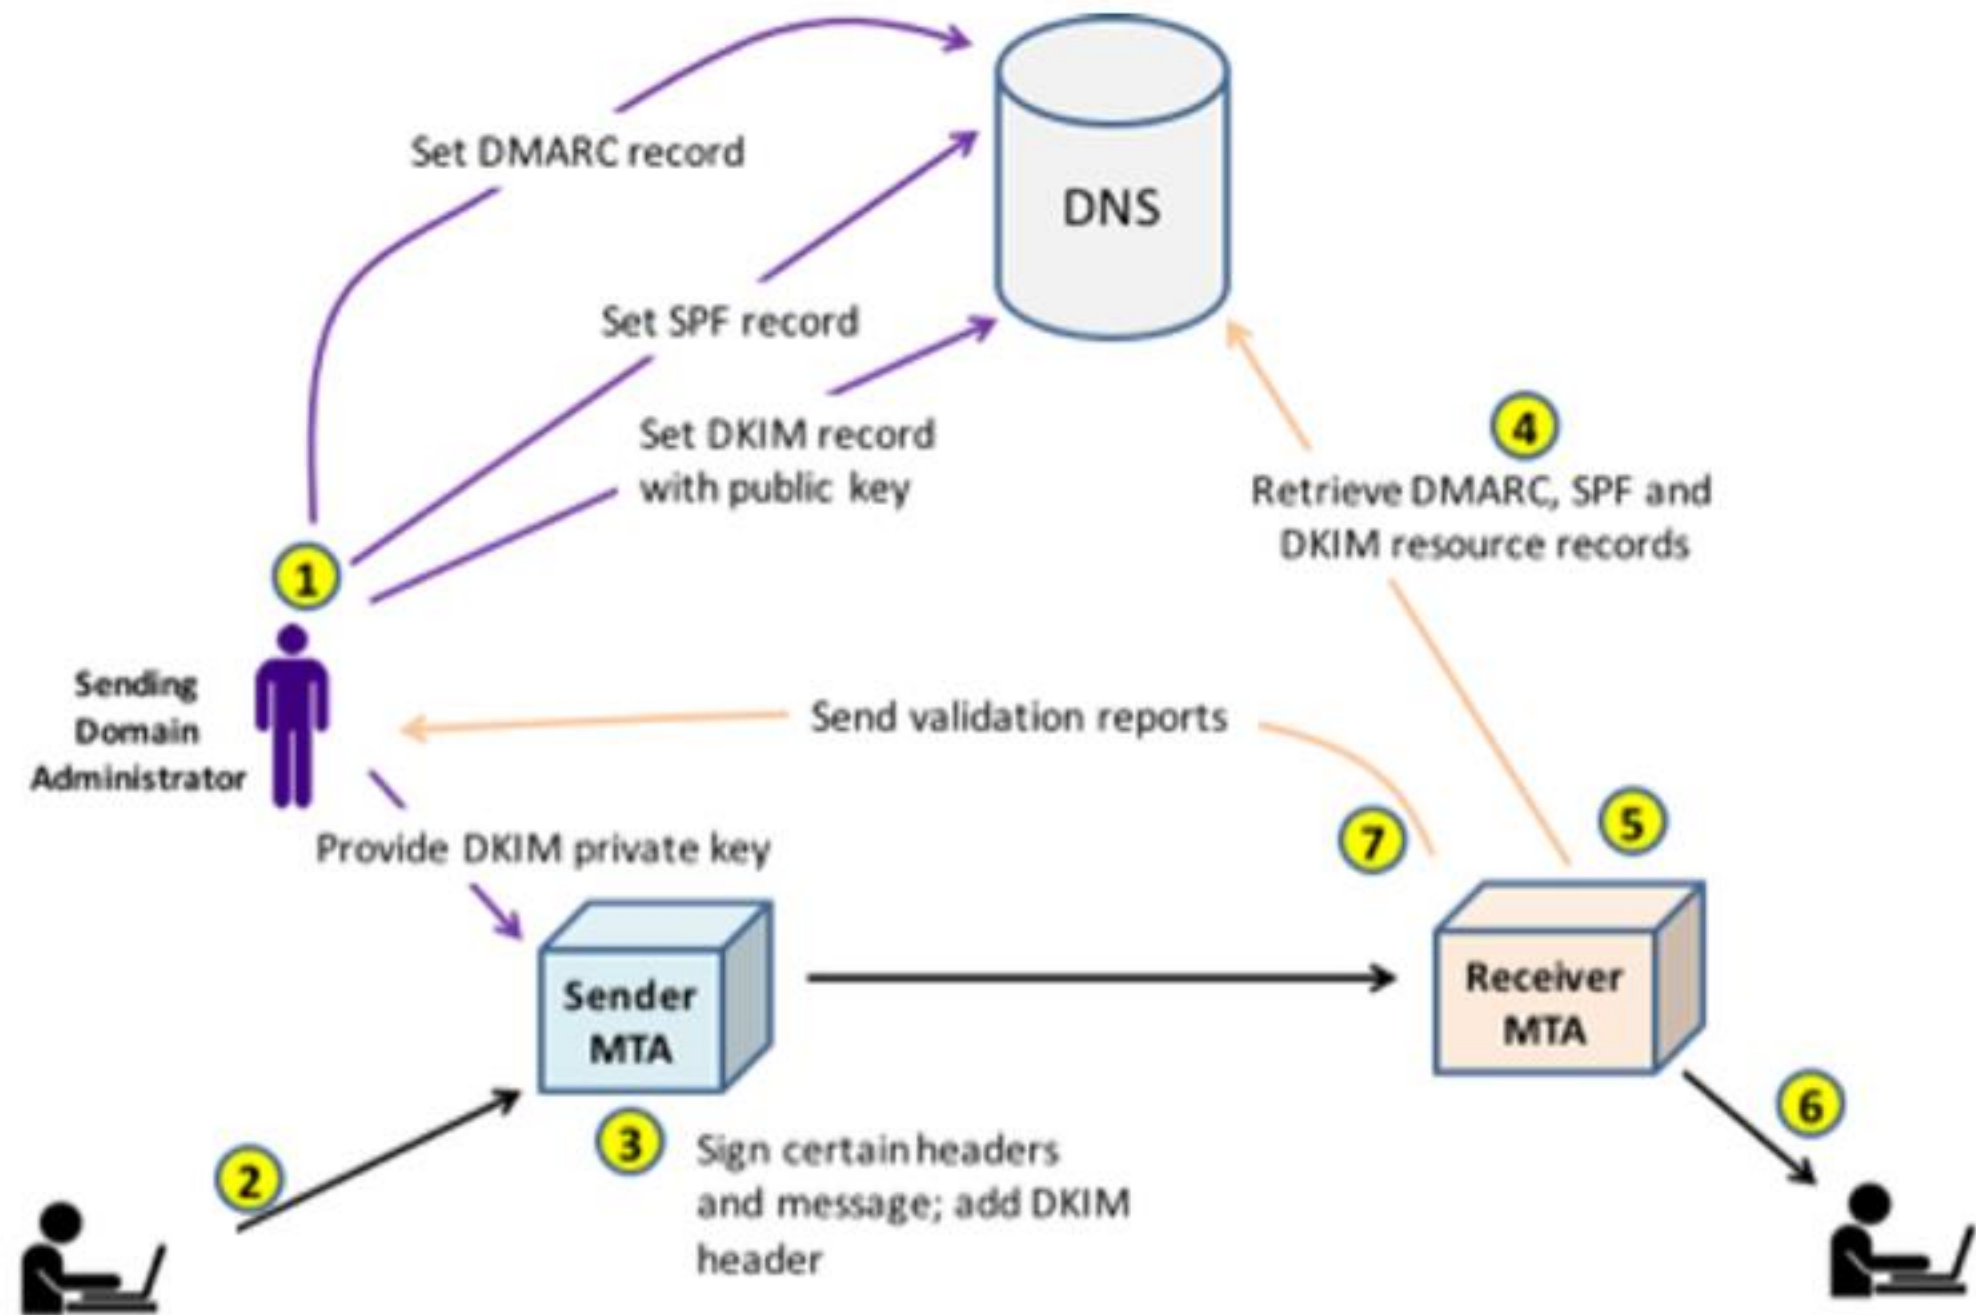 Set DMARC record
DNS
Set SPF record
Set DKIM record
with public key
4
Retrieve DMARC, SPF and
DKIM resource records
1
Sending
Domain
Administrator
Send validation reports
7
5
Provide DKIM private key
Sender
MTA
Receiver
MTA
6
2
3
Sign certain headers
and message; add DKIM
header